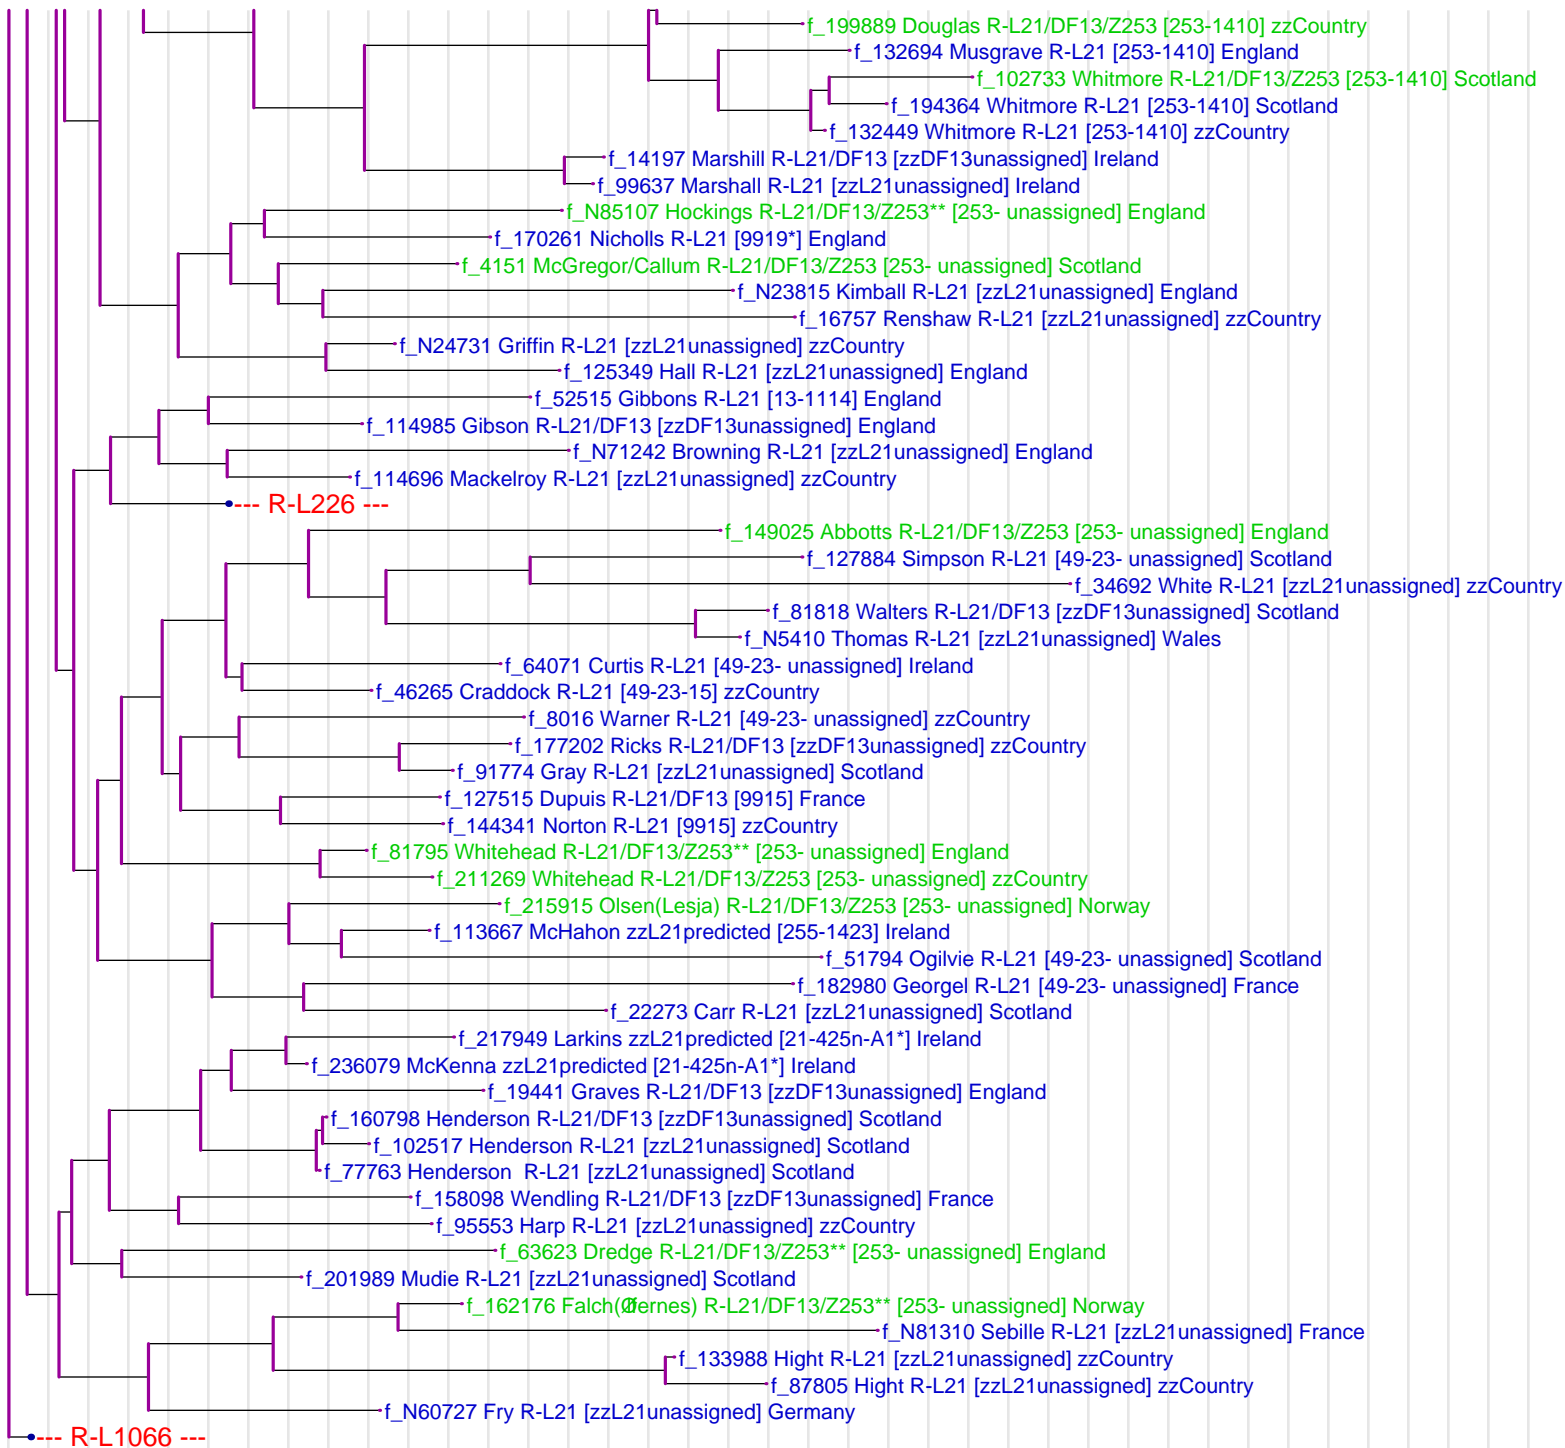 f_199889 Douglas R-L21/DF13/Z253 [253-1410] zzCountry
f_132694 Musgrave R-L21 [253-1410] England
f_102733 Whitmore R-L21/DF13/Z253 [253-1410] Scotland
f_194364 Whitmore R-L21 [253-1410] Scotland
f_132449 Whitmore R-L21 [253-1410] zzCountry
f_14197 Marshill R-L21/DF13 [zzDF13unassigned] Ireland
f_99637 Marshall R-L21 [zzL21unassigned] Ireland
f_N85107 Hockings R-L21/DF13/Z253** [253- unassigned] England
f_170261 Nicholls R-L21 [9919*] England
f_4151 McGregor/Callum R-L21/DF13/Z253 [253- unassigned] Scotland
f_N23815 Kimball R-L21 [zzL21unassigned] England
f_16757 Renshaw R-L21 [zzL21unassigned] zzCountry
f_N24731 Griffin R-L21 [zzL21unassigned] zzCountry
f_125349 Hall R-L21 [zzL21unassigned] England
f_52515 Gibbons R-L21 [13-1114] England
f_114985 Gibson R-L21/DF13 [zzDF13unassigned] England
f_N71242 Browning R-L21 [zzL21unassigned] England
f_114696 Mackelroy R-L21 [zzL21unassigned] zzCountry
--- R-L226 ---
f_149025 Abbotts R-L21/DF13/Z253 [253- unassigned] England
f_127884 Simpson R-L21 [49-23- unassigned] Scotland
f_34692 White R-L21 [zzL21unassigned] zzCountry
f_81818 Walters R-L21/DF13 [zzDF13unassigned] Scotland
f_N5410 Thomas R-L21 [zzL21unassigned] Wales
f_64071 Curtis R-L21 [49-23- unassigned] Ireland
f_46265 Craddock R-L21 [49-23-15] zzCountry
f_8016 Warner R-L21 [49-23- unassigned] zzCountry
f_177202 Ricks R-L21/DF13 [zzDF13unassigned] zzCountry
f_91774 Gray R-L21 [zzL21unassigned] Scotland
f_127515 Dupuis R-L21/DF13 [9915] France
f_144341 Norton R-L21 [9915] zzCountry
f_81795 Whitehead R-L21/DF13/Z253** [253- unassigned] England
f_211269 Whitehead R-L21/DF13/Z253 [253- unassigned] zzCountry
f_215915 Olsen(Lesja) R-L21/DF13/Z253 [253- unassigned] Norway
f_113667 McHahon zzL21predicted [255-1423] Ireland
f_51794 Ogilvie R-L21 [49-23- unassigned] Scotland
f_182980 Georgel R-L21 [49-23- unassigned] France
f_22273 Carr R-L21 [zzL21unassigned] Scotland
f_217949 Larkins zzL21predicted [21-425n-A1*] Ireland
f_236079 McKenna zzL21predicted [21-425n-A1*] Ireland
f_19441 Graves R-L21/DF13 [zzDF13unassigned] England
f_160798 Henderson R-L21/DF13 [zzDF13unassigned] Scotland
f_102517 Henderson R-L21 [zzL21unassigned] Scotland
f_77763 Henderson  R-L21 [zzL21unassigned] Scotland
f_158098 Wendling R-L21/DF13 [zzDF13unassigned] France
f_95553 Harp R-L21 [zzL21unassigned] zzCountry
f_63623 Dredge R-L21/DF13/Z253** [253- unassigned] England
f_201989 Mudie R-L21 [zzL21unassigned] Scotland
f_162176 R-L21/DF13/Z253** [253- unassigned] Norway
f_N81310 Sebille R-L21 [zzL21unassigned] France
f_133988 Hight R-L21 [zzL21unassigned] zzCountry
f_87805 Hight R-L21 [zzL21unassigned] zzCountry
f_N60727 Fry R-L21 [zzL21unassigned] Germany
--- R-L1066 ---